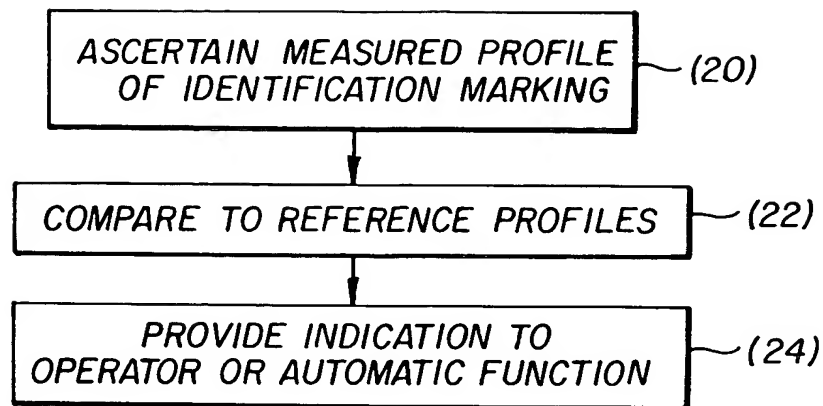 ASCERTAIN MEASURED PROFILE
OF IDENTIFICATION MARKING
(20)
COMPARE TO REFERENCE PROFILES
(22)
PROVIDE INDICATION TO
OPERATOR OR AUTOMATIC FUNCTION
(24)